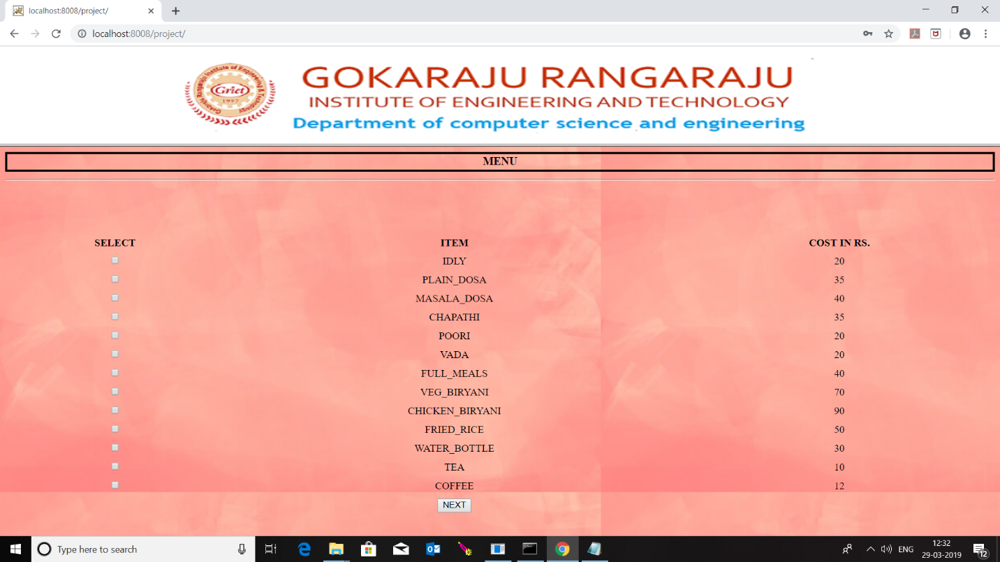 localhost:8008/project/
localhost:8008/project/
Griet
1997
GOKARAJU RANGARAJU
INSTITUTE OF ENGINEERING AND TECHNOLOGY
Department of computer science and engineering
MENU
SELECT ITEM COST IN RS.
IDLY 20
PLAIN_DOSA 35
MASALA_DOSA 40
CHAPATHI 35
POORI 20
VADA 20
FULL_MEALS 40
VEG_BIRYANI 70
CHICKEN_BIRYANI 90
FRIED_RICE 50
WATER_BOTTLE 30
TEA 10
COFFEE 12
NEXT
Type here to search
ENG
12:32
29-03-2019
12